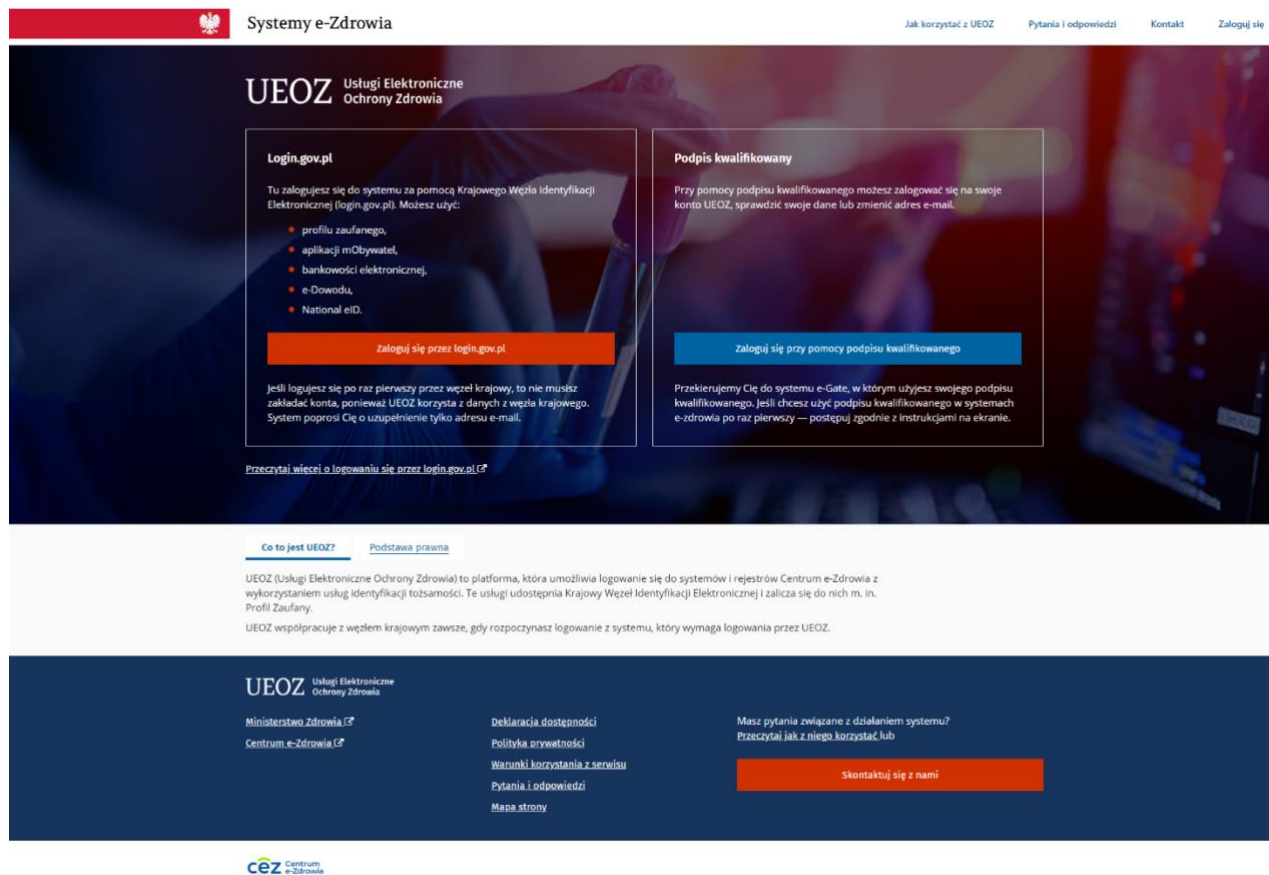 Systemy e-Zdrowia
Jak korzystać z UEOZ
Pytania i odpowiedzi
Kontakt
Zaloguj się
UEOZ Usługi Elektroniczne
Ochrony Zdrowia
Login.gov.pl
Tu zalogujesz się do systemu za pomocą Krajowego Węzła Identyfikacji
Elektronicznej (login.gov.pl). Możesz użyć:
profilu zaufanego,
aplikacji mObywatel,
bankowości elektronicznej,
e-Dowodu,
National eID.
Zaloguj się przez login.gov.pl
Jeśli logujesz się po raz pierwszy przez węzeł krajowy, to nie musisz
zakładać konta, ponieważ UEOZ korzysta z danych z węzła krajowego.
System poprosi Cię o uzupełnienie tylko adresu e-mail.
Podpis kwalifikowany
Przy pomocy podpisu kwalifikowanego możesz zalogować się na swoje
konto UEOZ, sprawdzić swoje dane lub zmienić adres e-mail.
Zaloguj się przy pomocy podpisu kwalifikowanego
Przekierujemy Cię do systemu e-Gate, w którym użyjesz swojego podpisu
kwalifikowanego. Jeśli chcesz użyć podpisu kwalifikowanego w systemach
e-zdrowia po raz pierwszy — postępuj zgodnie z instrukcjami na ekranie.
Przeczytaj więcej o logowaniu się przez login.gov.pl
Co to jest UEOZ?
Podstawa prawna
UEOZ (Usługi Elektroniczne Ochrony Zdrowia) to platforma, która umożliwia logowanie się do systemów i rejestrów Centrum e-Zdrowia z
wykorzystaniem usług identyfikacji tożsamości. Te usługi udostępnia Krajowy Węzeł Identyfikacji Elektronicznej i zalicza się do nich m. in.
Profil Zaufany.
UEOZ współpracuje z węzłem krajowym zawsze, gdy rozpoczynasz logowanie z systemu, który wymaga logowania przez UEOZ.
UEOZ Usługi Elektroniczne
Ochrony Zdrowia
Ministerstwo Zdrowia
Centrum e-Zdrowia
Deklaracja dostępności
Polityka prywatności
Warunki korzystania z serwisu
Pytania i odpowiedzi
Mapa strony
Masz pytania związane z działaniem systemu?
Przeczytaj jak z niego korzystać lub
Skontaktuj się z nami
cez Centrum
e-Zdrowia